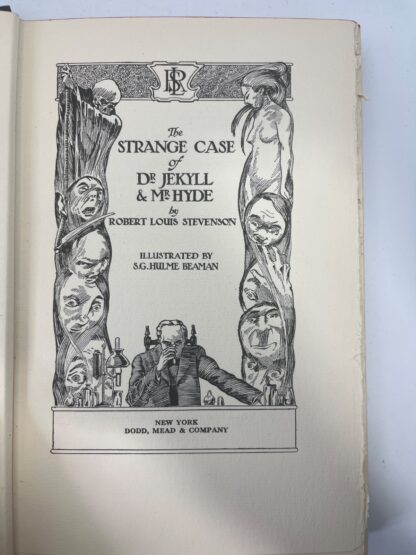 RLS
The
STRANGE CASE
of
DR JEKYLL
& MR HYDE
by
ROBERT LOUIS STEVENSON
ILLUSTRATED BY
S.G. HULME BEAMAN
NEW YORK
DODD, MEAD & COMPANY